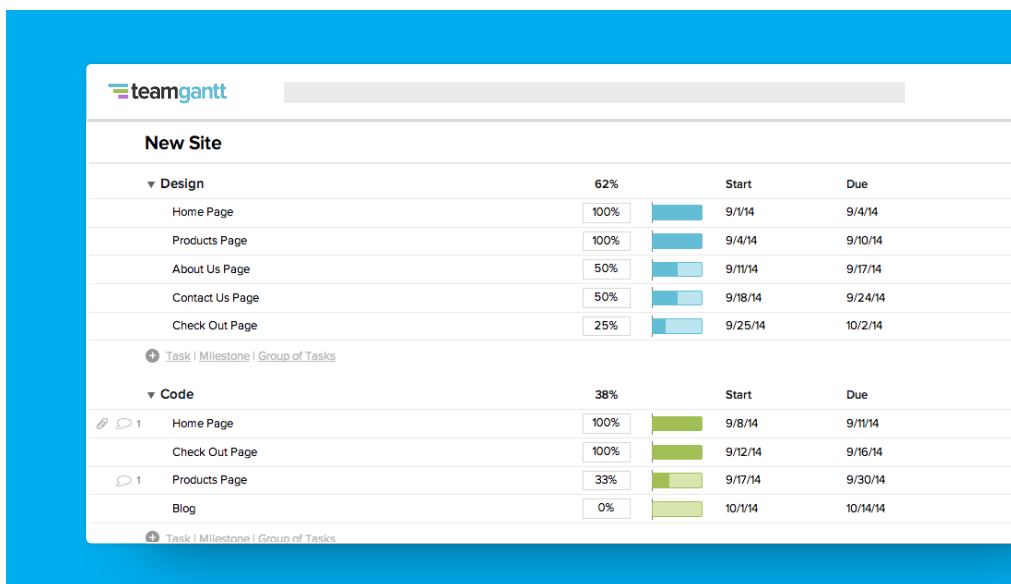 teamgantt
New Site
Design 62% Start Due
Home Page 100% 9/1/14 9/4/14
Products Page 100% 9/4/14 9/10/14
About Us Page 50% 9/11/14 9/17/14
Contact Us Page 50% 9/18/14 9/24/14
Check Out Page 25% 9/25/14 10/2/14
Task | MIlestone | Group of Tasks
Code 38% Start Due
1 Home Page 100% 9/8/14 9/11/14
Check Out Page 100% 9/12/14 9/16/14
1 Products Page 33% 9/17/14 9/30/14
Blog 0% 10/1/14 10/14/14
Task | MIlestone | Group of Tasks